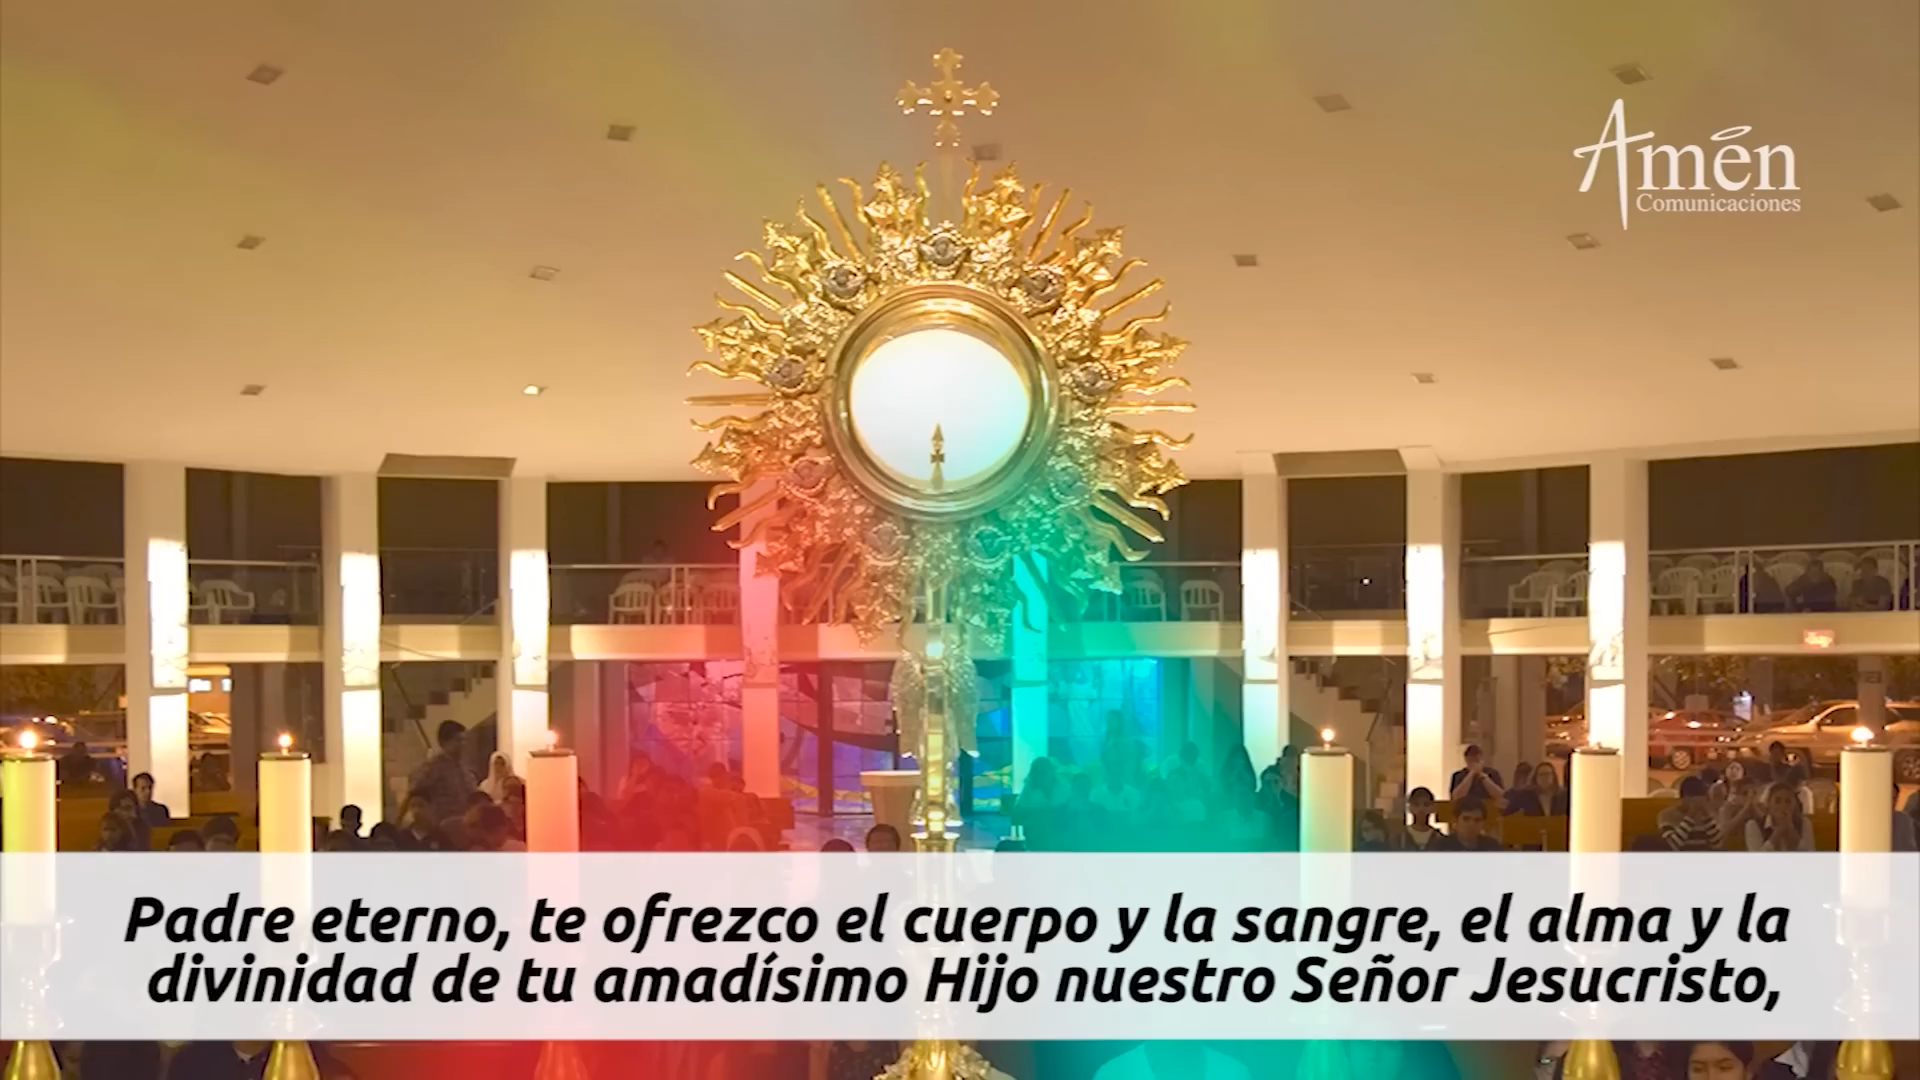 Amén
Comunicaciones
Padre eterno, te ofrezco el cuerpo y la sangre, el alma y la
divinidad de tu amadísimo Hijo nuestro Señor Jesucristo,